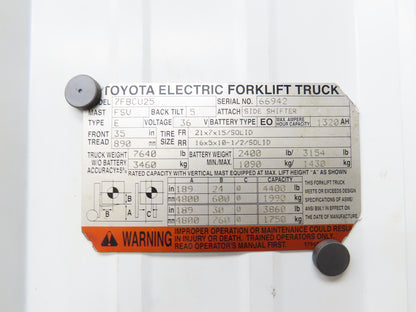 TOYOTA ELECTRIC FORKLIFT TRUCK
MODEL 7FBCU25 SERIAL NO. 66942
MAST FSV BACK TILT 5 ATTACH SIDE SHIFTER
TYPE E VOLTAGE 36 V BATTERY TYPE EO MAX. AMPERE HOUR CAPACITY 1320 AH
FRONT 35 in TIRE FR 21x7x15/SOLID
TREAD 890 mm SIZE RR 16x5x10-1/2/SOLID
TRUCK WEIGHT 7640 lb BATTERY WEIGHT 2400 lb 3154 lb
W/O BATTERY 3460 kg MIN./MAX. 1090 kg 1430 kg
ACCURACY±5% RATED CAPACITY WITH VERTICAL MAST EQUIPPED AT MAX. LIFT HEIGHT "A" AS SHOWN
A B CAPACITY
in 189 24 0 4400 lb
mm 4800 600 0 1990 kg
in 189 30 0 3860 lb
mm 4800 760 0 1750 kg
A B B C
THIS FORKLIFT TRUCK
MEETS OR EXCEEDS DESIGN
SPECIFICATIONS OF ASME/
ANSI B56.1 IN EFFECT ON
THE DATE OF MANUFACTURE.
WARNING
IMPROPER OPERATION OR MAINTENANCE COULD RESULT
IN INJURY OR DEATH. TRAINED OPERATORS ONLY.
READ OPERATOR'S MANUAL FIRST.